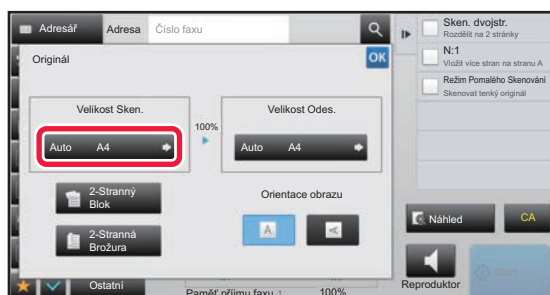 Adresář
Adresa
Číslo faxu
Originál
OK
Velikost Sken.
Velikost Odes.
100%
Auto A4
Auto A4
2-Stranný
Blok
2-Stranná
Brožura
Orientace obrazu
A
A
Ostatní
Paměť příjmu faxu :
100%
Sken. dvojstr.
Rozdělit na 2 stránky
N:1
Vložit více stran na stranu A
Režim Pomalého Skenování
Skenovat tenký originál
Náhled
CA
Reproduktor
Start